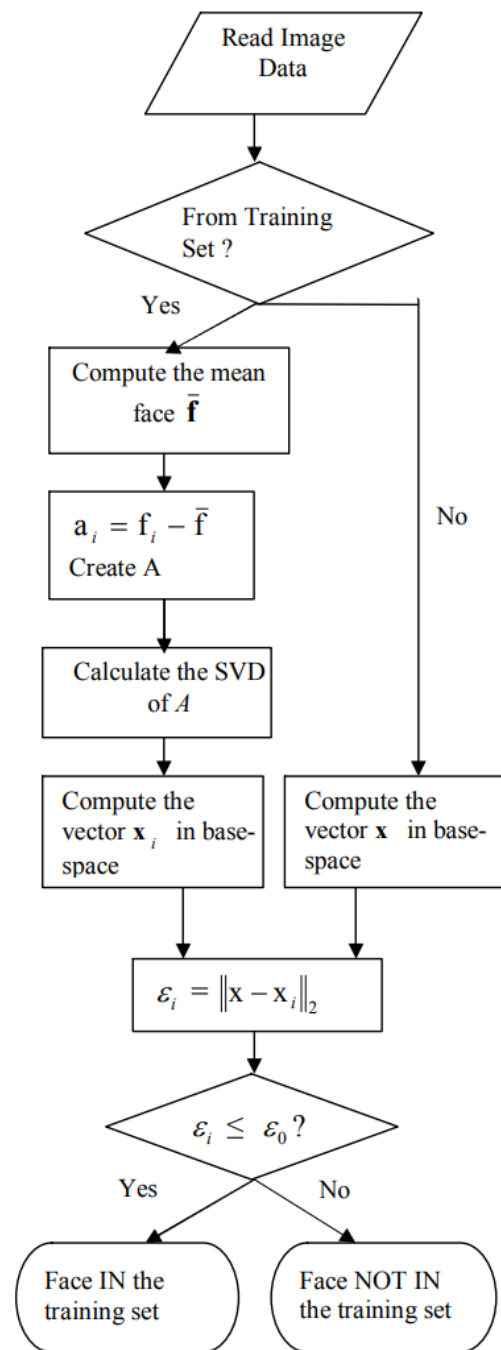 Read Image
Data
From Training
Set ?
Yes
Compute the mean
face f̄
a_i = f_i − f̄
Create A
No
Calculate the SVD
of A
Compute the
vector x_i in base-
space
Compute the
vector x in base-
space
ε_i = ‖x − x_i‖_2
ε_i ≤ ε_0?
Yes
No
Face IN the
training set
Face NOT IN
the training set